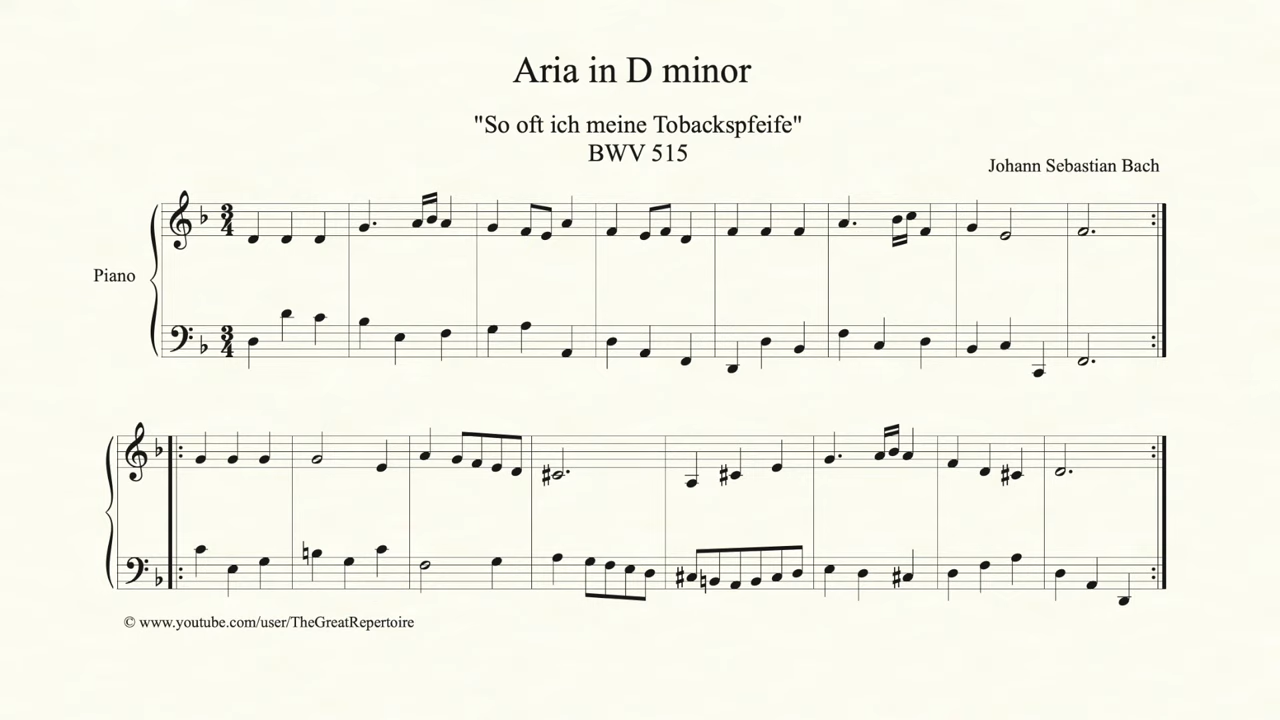 Aria in D minor
"So oft ich meine Tobackspfeife"
BWV 515
Johann Sebastian Bach
3
4
Piano
3
4
© www.youtube.com/user/TheGreatRepertoire